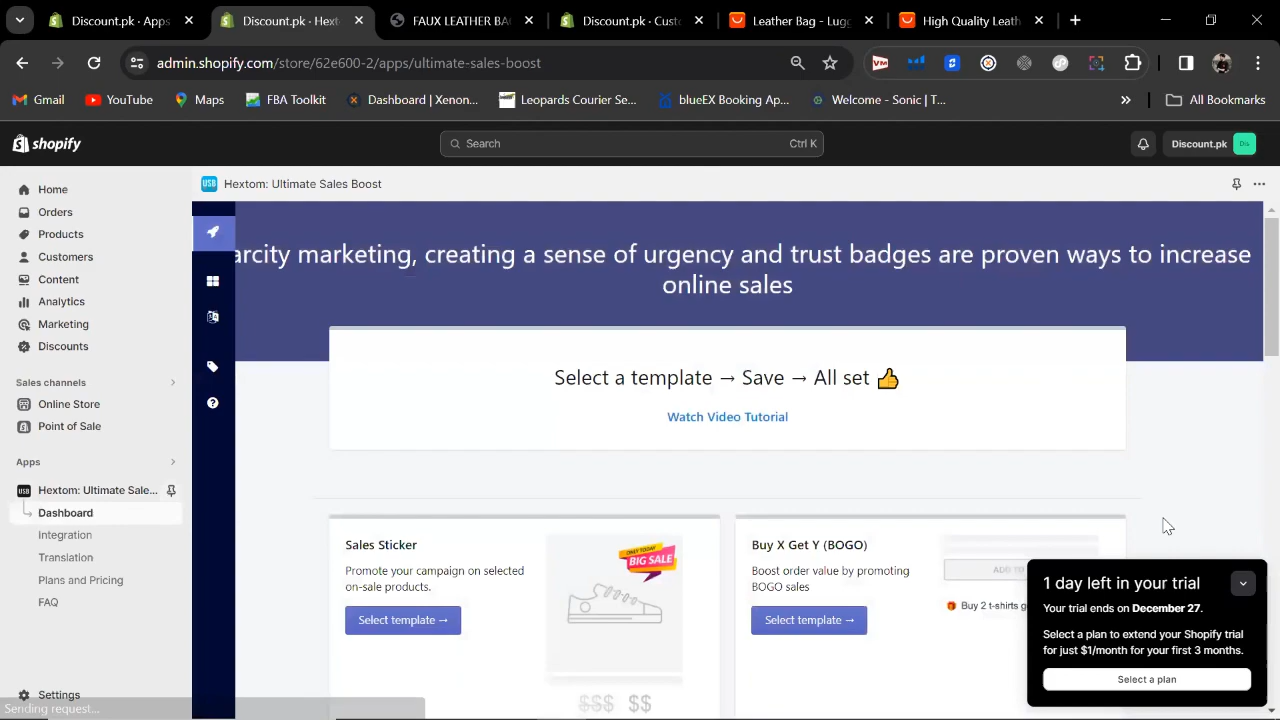 Discount.pk - Apps
Discount.pk - Hext
FAUX LEATHER BAG
Discount.pk - Cust
Leather Bag - Lugg
High Quality Leath
admin.shopify.com/store/62e600-2/apps/ultimate-sales-boost
Gmail
YouTube
Maps
FBA Toolkit
Dashboard | Xenon...
Leopards Courier Se...
blueEX Booking Ap...
Welcome - Sonic | T...
All Bookmarks
shopify
Search
Ctrl K
Discount.pk
Home
Orders
Products
Customers
Content
Analytics
Marketing
Discounts
Sales channels
Online Store
Point of Sale
Apps
USB Hextom: Ultimate Sale...
Dashboard
Integration
Translation
Plans and Pricing
FAQ
Settings
Sending request...
USB Hextom: Ultimate Sales Boost
arcity marketing, creating a sense of urgency and trust badges are proven ways to increase
online sales
Select a template → Save → All set 👍
Watch Video Tutorial
Sales Sticker
Promote your campaign on selected
on-sale products.
Select template →
ONLY TODAY
BIG SALE
$$$ $$
Buy X Get Y (BOGO)
Boost order value by promoting
BOGO sales
Select template →
ADD TO
Buy 2 t-shirts g
1 day left in your trial
Your trial ends on December 27.
Select a plan to extend your Shopify trial
for just $1/month for your first 3 months.
Select a plan